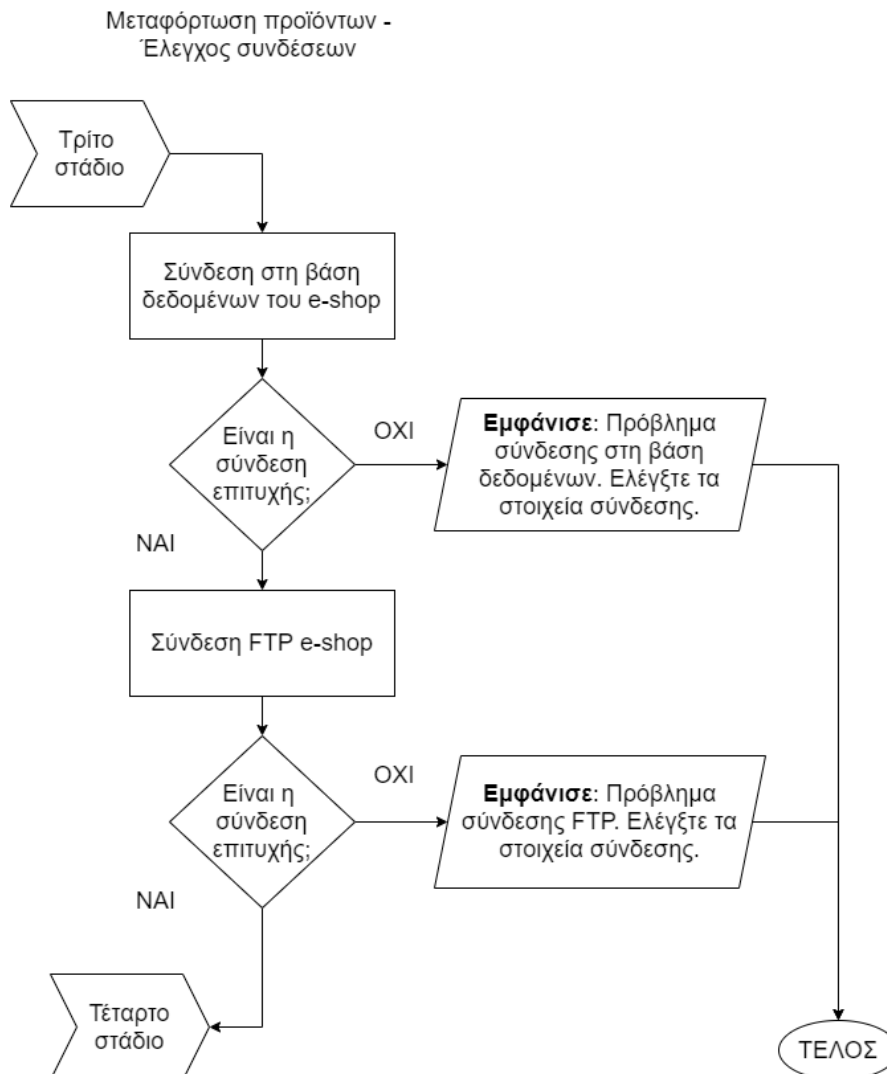 Μεταφόρτωση προϊόντων -
Έλεγχος συνδέσεων
Τρίτο
στάδιο
Σύνδεση στη βάση
δεδομένων του e-shop
Είναι η
σύνδεση
επιτυχής;
ΟΧΙ
Εμφάνισε: Πρόβλημα
σύνδεσης στη βάση
δεδομένων. Ελέγξτε τα
στοιχεία σύνδεσης.
ΝΑΙ
Σύνδεση FTP e-shop
Είναι η
σύνδεση
επιτυχής;
ΟΧΙ
Εμφάνισε: Πρόβλημα
σύνδεσης FTP. Ελέγξτε τα
στοιχεία σύνδεσης.
ΝΑΙ
Τέταρτο
στάδιο
ΤΕΛΟΣ